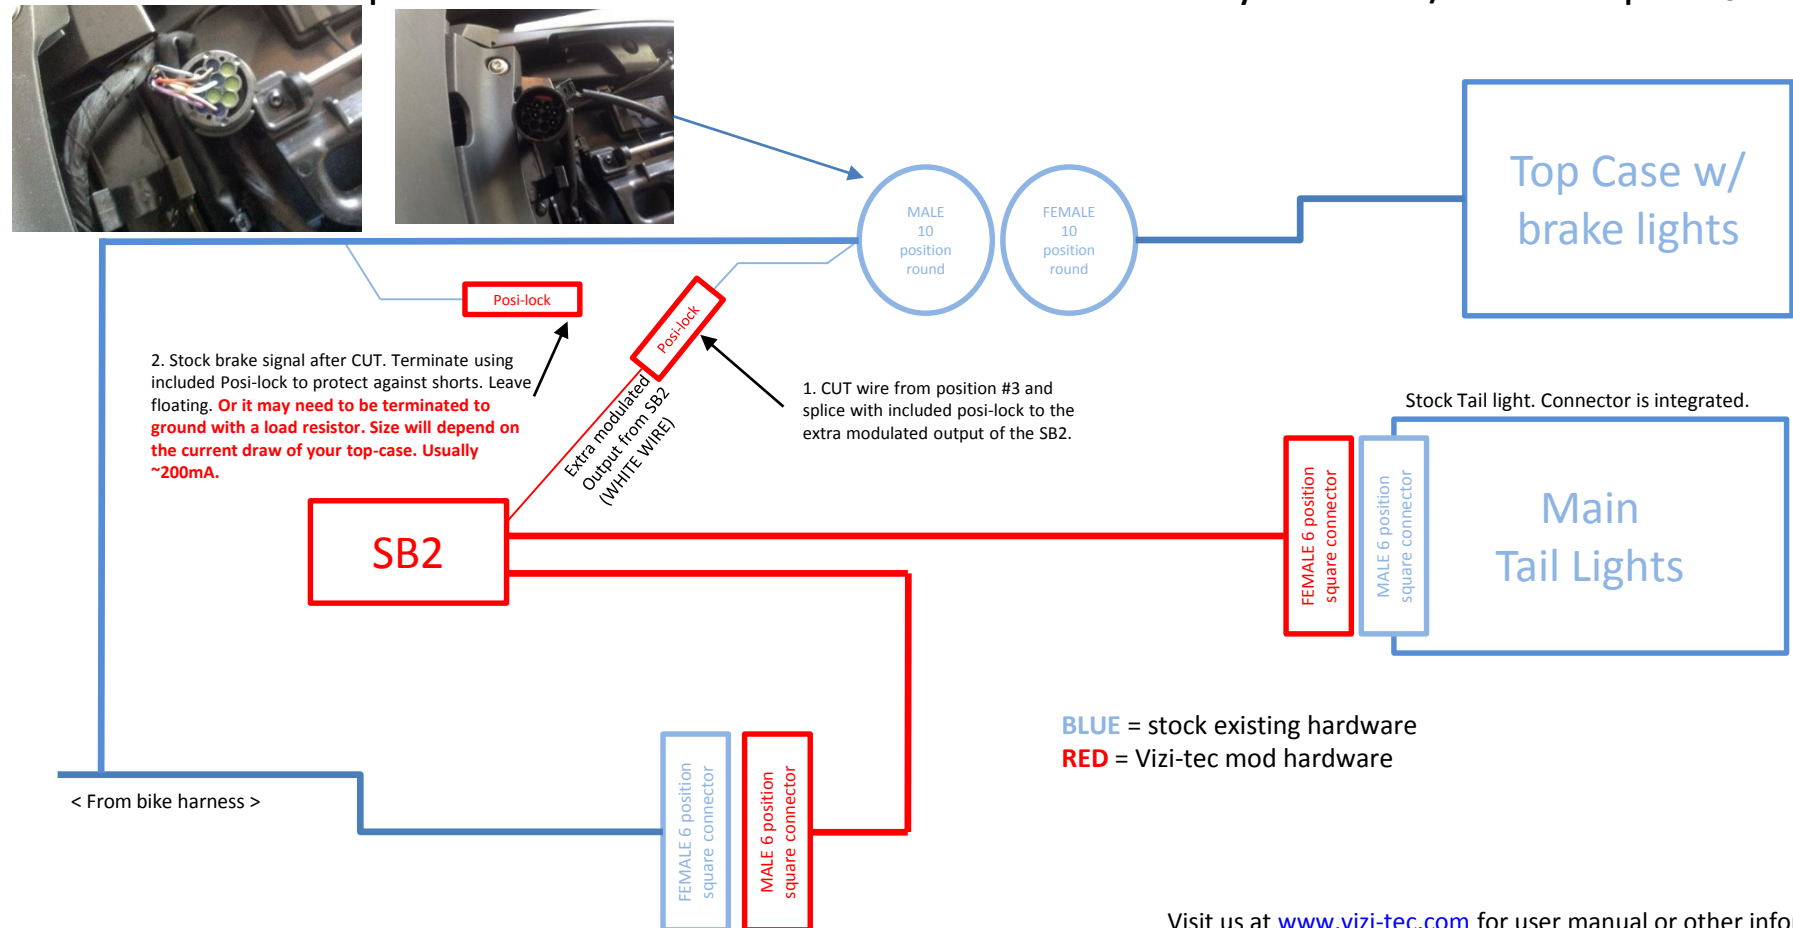 Top Case w/
brake lights
MALE
10
position
round
FEMALE
10
position
round
Posi-lock
Posi-lock
2. Stock brake signal after CUT. Terminate using
included Posi-lock to protect against shorts. Leave
floating. Or it may need to be terminated to
ground with a load resistor. Size will depend on
the current draw of your top-case. Usually
~200mA.
Extra modulated
Output from SB2
(WHITE WIRE)
1. CUT wire from position #3 and
splice with included posi-lock to the
extra modulated output of the SB2.
Stock Tail light. Connector is integrated.
SB2
FEMALE 6 position
square connector
MALE 6 position
square connector
Main
Tail Lights
BLUE = stock existing hardware
RED = Vizi-tec mod hardware
< From bike harness >
FEMALE 6 position
square connector
MALE 6 position
square connector
Visit us at www.vizi-tec.com for user manual or other